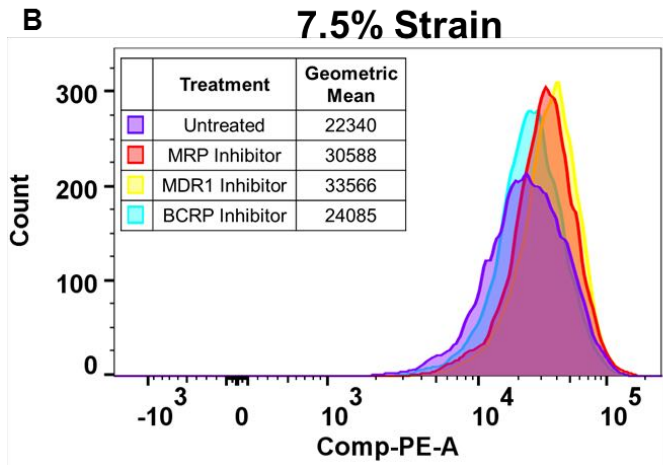 B
7.5% Strain
Treatment Geometric Mean
Untreated 22340
MRP Inhibitor 30588
MDR1 Inhibitor 33566
BCRP Inhibitor 24085
Count
300
200
100
0
-10 3 0 10 3 10 4 10 5
Comp-PE-A